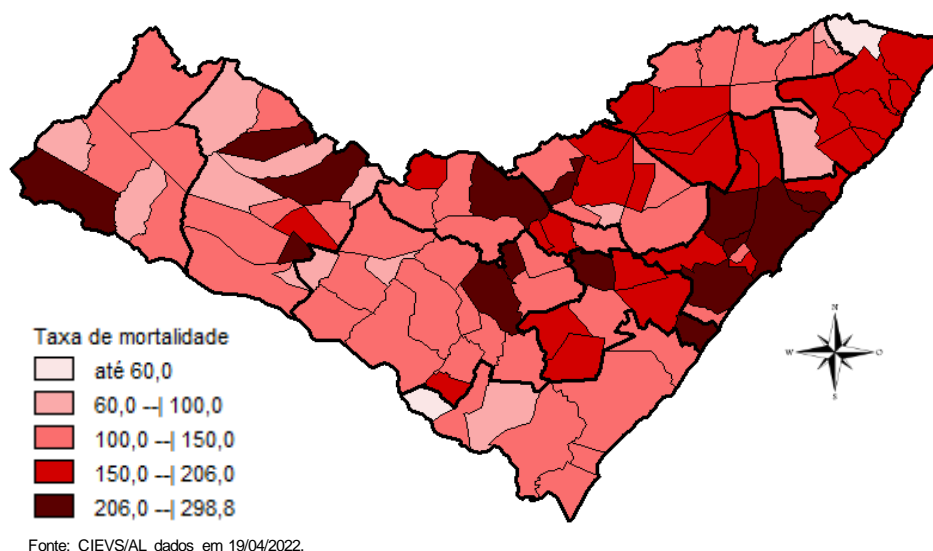 N
W
O
S
Taxa de mortalidade
até 60,0
60,0 --| 100,0
100,0 --| 150,0
150,0 --| 206,0
206,0 --| 298,8
Fonte: CIEVS/AL dados em 19/04/2022.